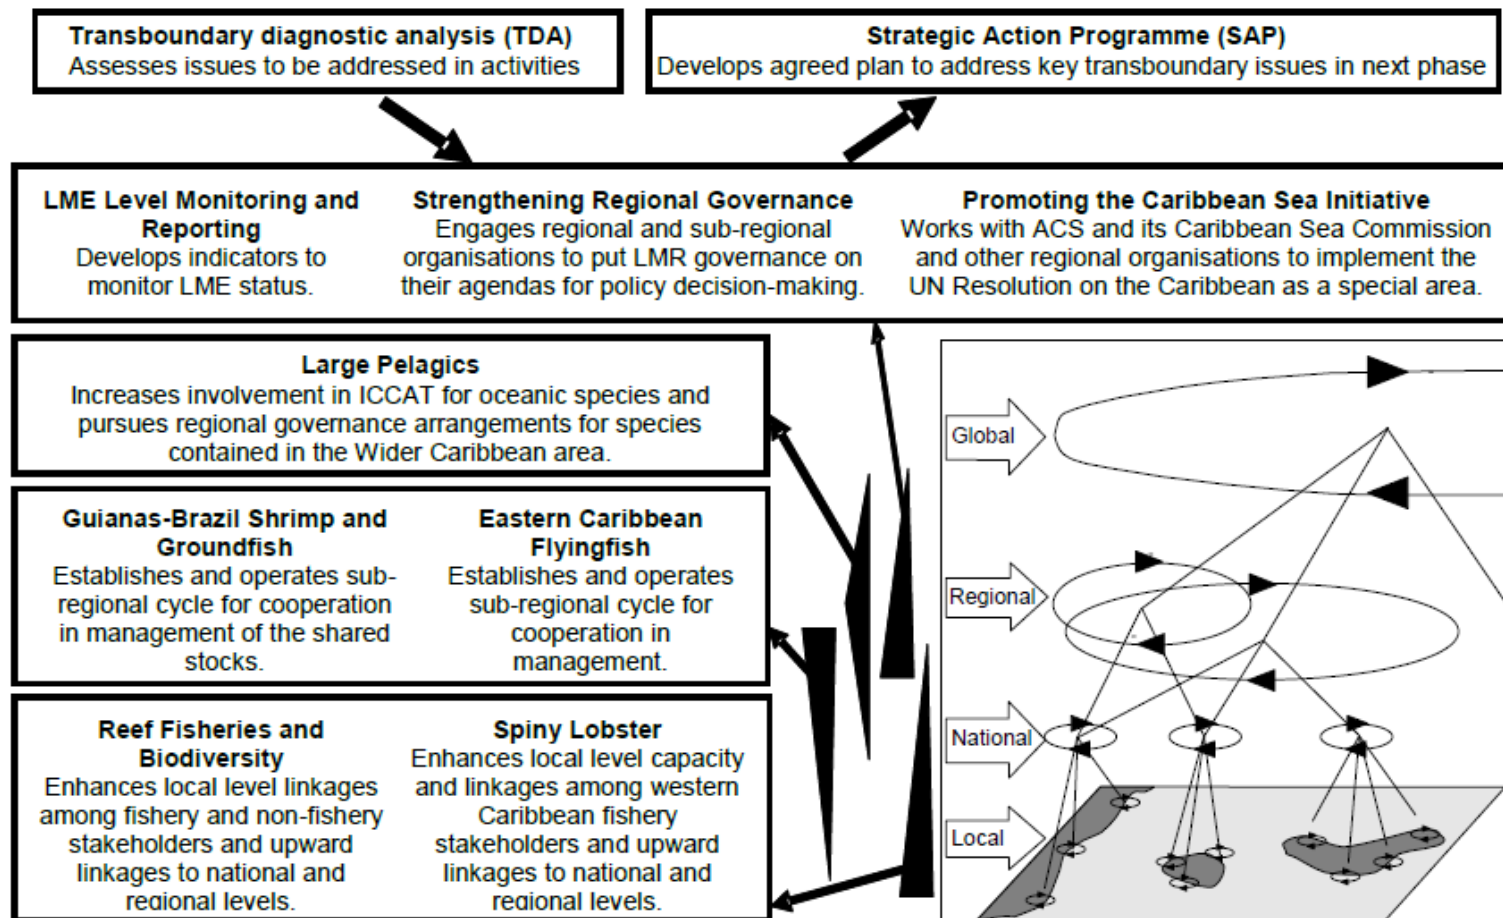 Transboundary diagnostic analysis (TDA)
Assesses issues to be addressed in activities
Strategic Action Programme (SAP)
Develops agreed plan to address key transboundary issues in next phase
LME Level Monitoring and
Reporting
Develops indicators to
monitor LME status.
Strengthening Regional Governance
Engages regional and sub-regional
organisations to put LMR governance on
their agendas for policy decision-making.
Promoting the Caribbean Sea Initiative
Works with ACS and its Caribbean Sea Commission
and other regional organisations to implement the
UN Resolution on the Caribbean as a special area.
Large Pelagics
Increases involvement in ICCAT for oceanic species and
pursues regional governance arrangements for species
contained in the Wider Caribbean area.
Guianas-Brazil Shrimp and
Groundfish
Establishes and operates sub-
regional cycle for cooperation
in management of the shared
stocks.
Eastern Caribbean
Flyingfish
Establishes and operates
sub-regional cycle for
cooperation in
management.
Reef Fisheries and
Biodiversity
Enhances local level linkages
among fishery and non-fishery
stakeholders and upward
linkages to national and
regional levels.
Spiny Lobster
Enhances local level capacity
and linkages among western
Caribbean fishery
stakeholders and upward
linkages to national and
regional levels.
Global
Regional
National
Local